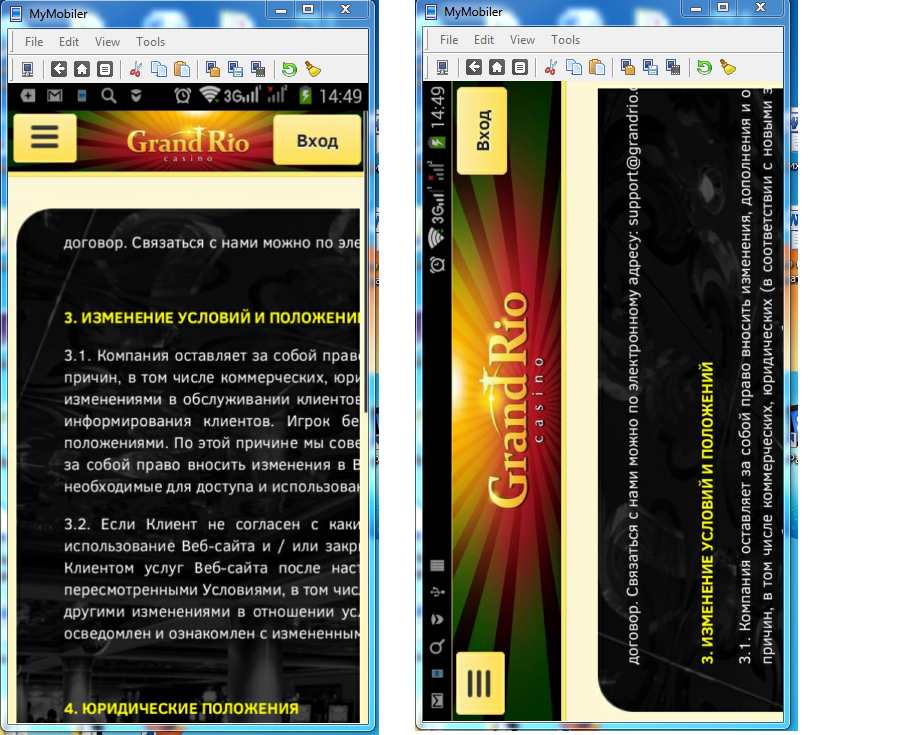 MyMobiler
File Edit View Tools
3G 14:49
Grand Rio
casino
Вход
договор. Связаться с нами можно по эле
3. ИЗМЕНЕНИЕ УСЛОВИЙ И ПОЛОЖЕНИ
3.1. Компания оставляет за собой прав
причин, в том числе коммерческих, юри
изменениями в обслуживании клиентов
информирования клиентов. Игрок бе
положениями. По этой причине мы сове
за собой право вносить изменения в В
необходимые для доступа и использован
3.2. Если Клиент не согласен с каки
использование Веб-сайта и / или закр
Клиентом услуг Веб-сайта после наст
пересмотренными Условиями, в том чис
другими изменениями в отношении ус
осведомлен и ознакомлен с измененным
4. ЮРИДИЧЕСКИЕ ПОЛОЖЕНИЯ
MyMobiler
File Edit View Tools
3G 14:49
Grand Rio
casino
Вход
договор. Связаться с нами можно по электронному адресу: support@grandrio.
3. ИЗМЕНЕНИЕ УСЛОВИЙ И ПОЛОЖЕНИЙ
3.1. Компания оставляет за собой право вносить изменения, дополнения и о
причин, в том числе коммерческих, юридических (в соответствии с новыми з